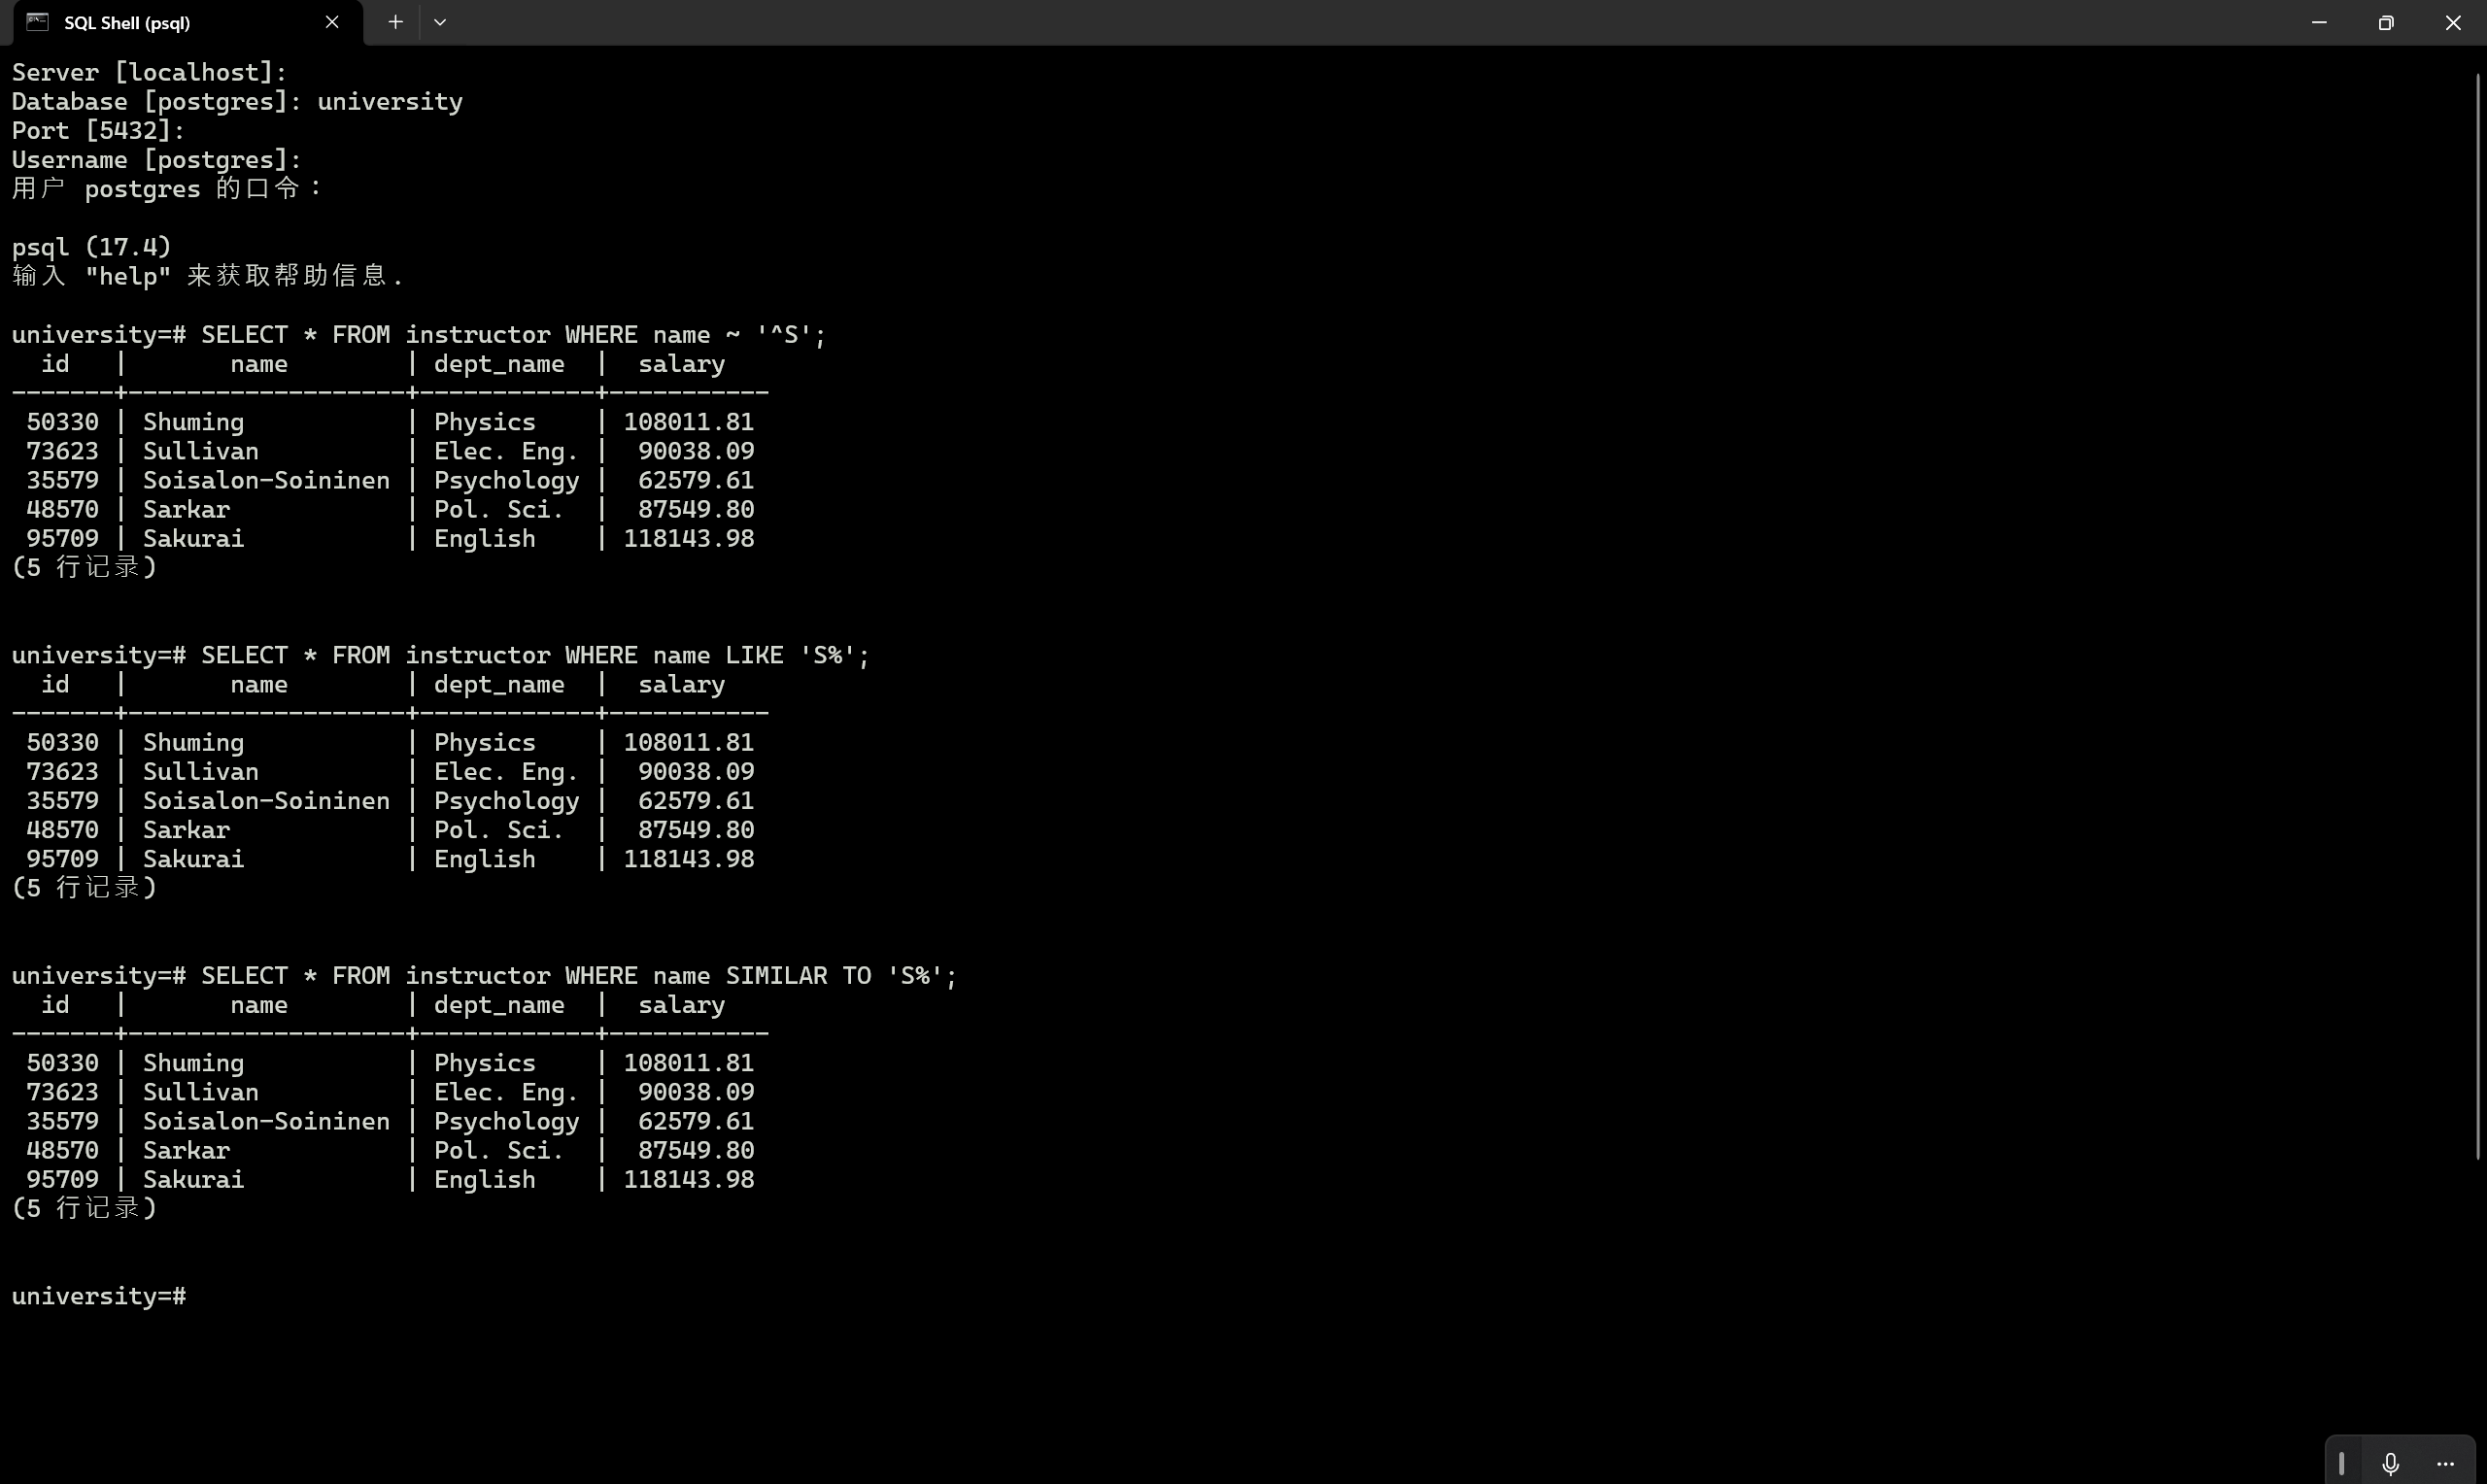 SQL Shell (psql)
Server [localhost]:
Database [postgres]: university
Port [5432]:
Username [postgres]:
用户 postgres 的口令：

psql (17.4)
输入 "help" 来获取帮助信息.

university=# SELECT * FROM instructor WHERE name ~ '^S';
  id   |       name        | dept_name  |  salary
-------+-------------------+------------+-----------
 50330 | Shuming           | Physics    | 108011.81
 73623 | Sullivan          | Elec. Eng. |  90038.09
 35579 | Soisalon-Soininen | Psychology |  62579.61
 48570 | Sarkar            | Pol. Sci.  |  87549.80
 95709 | Sakurai           | English    | 118143.98
(5 行记录)

university=# SELECT * FROM instructor WHERE name LIKE 'S%';
  id   |       name        | dept_name  |  salary
-------+-------------------+------------+-----------
 50330 | Shuming           | Physics    | 108011.81
 73623 | Sullivan          | Elec. Eng. |  90038.09
 35579 | Soisalon-Soininen | Psychology |  62579.61
 48570 | Sarkar            | Pol. Sci.  |  87549.80
 95709 | Sakurai           | English    | 118143.98
(5 行记录)

university=# SELECT * FROM instructor WHERE name SIMILAR TO 'S%';
  id   |       name        | dept_name  |  salary
-------+-------------------+------------+-----------
 50330 | Shuming           | Physics    | 108011.81
 73623 | Sullivan          | Elec. Eng. |  90038.09
 35579 | Soisalon-Soininen | Psychology |  62579.61
 48570 | Sarkar            | Pol. Sci.  |  87549.80
 95709 | Sakurai           | English    | 118143.98
(5 行记录)

university=#